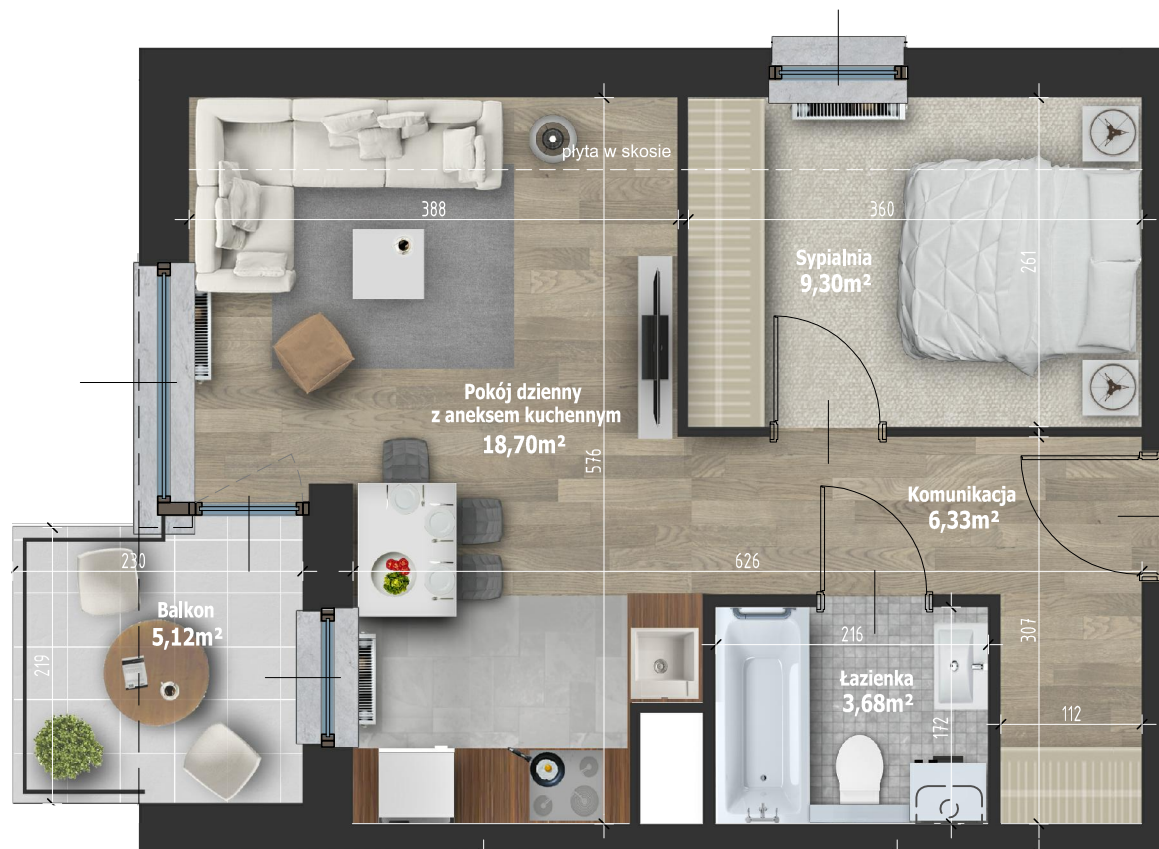 płyta w skosie
388
360
Sypialnia
9,30m²
261
Pokój dzienny
z aneksem kuchennym
18,70m²
576
Komunikacja
6,33m²
230
626
Balkon
5,12m²
219
216
307
Łazienka
3,68m²
172
112